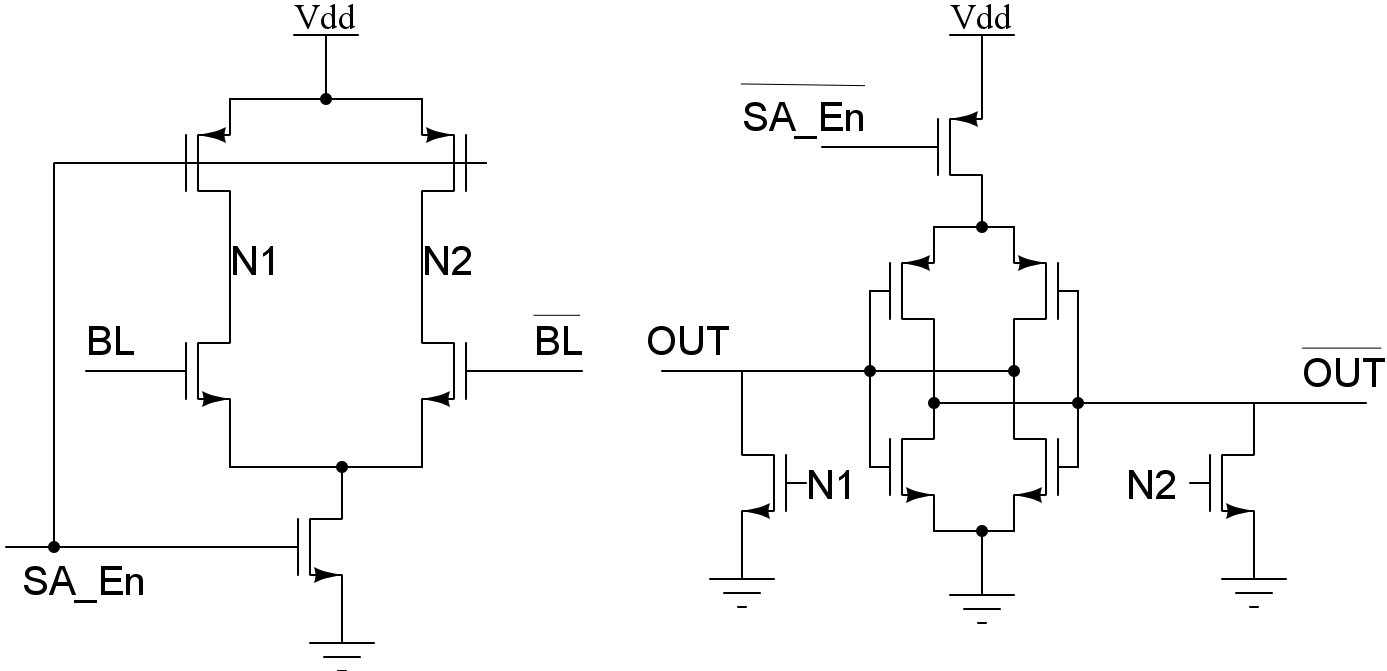 Vdd
Vdd
SA_En
N1
N2
BL
BL
OUT
OUT
N1
N2
SA_En